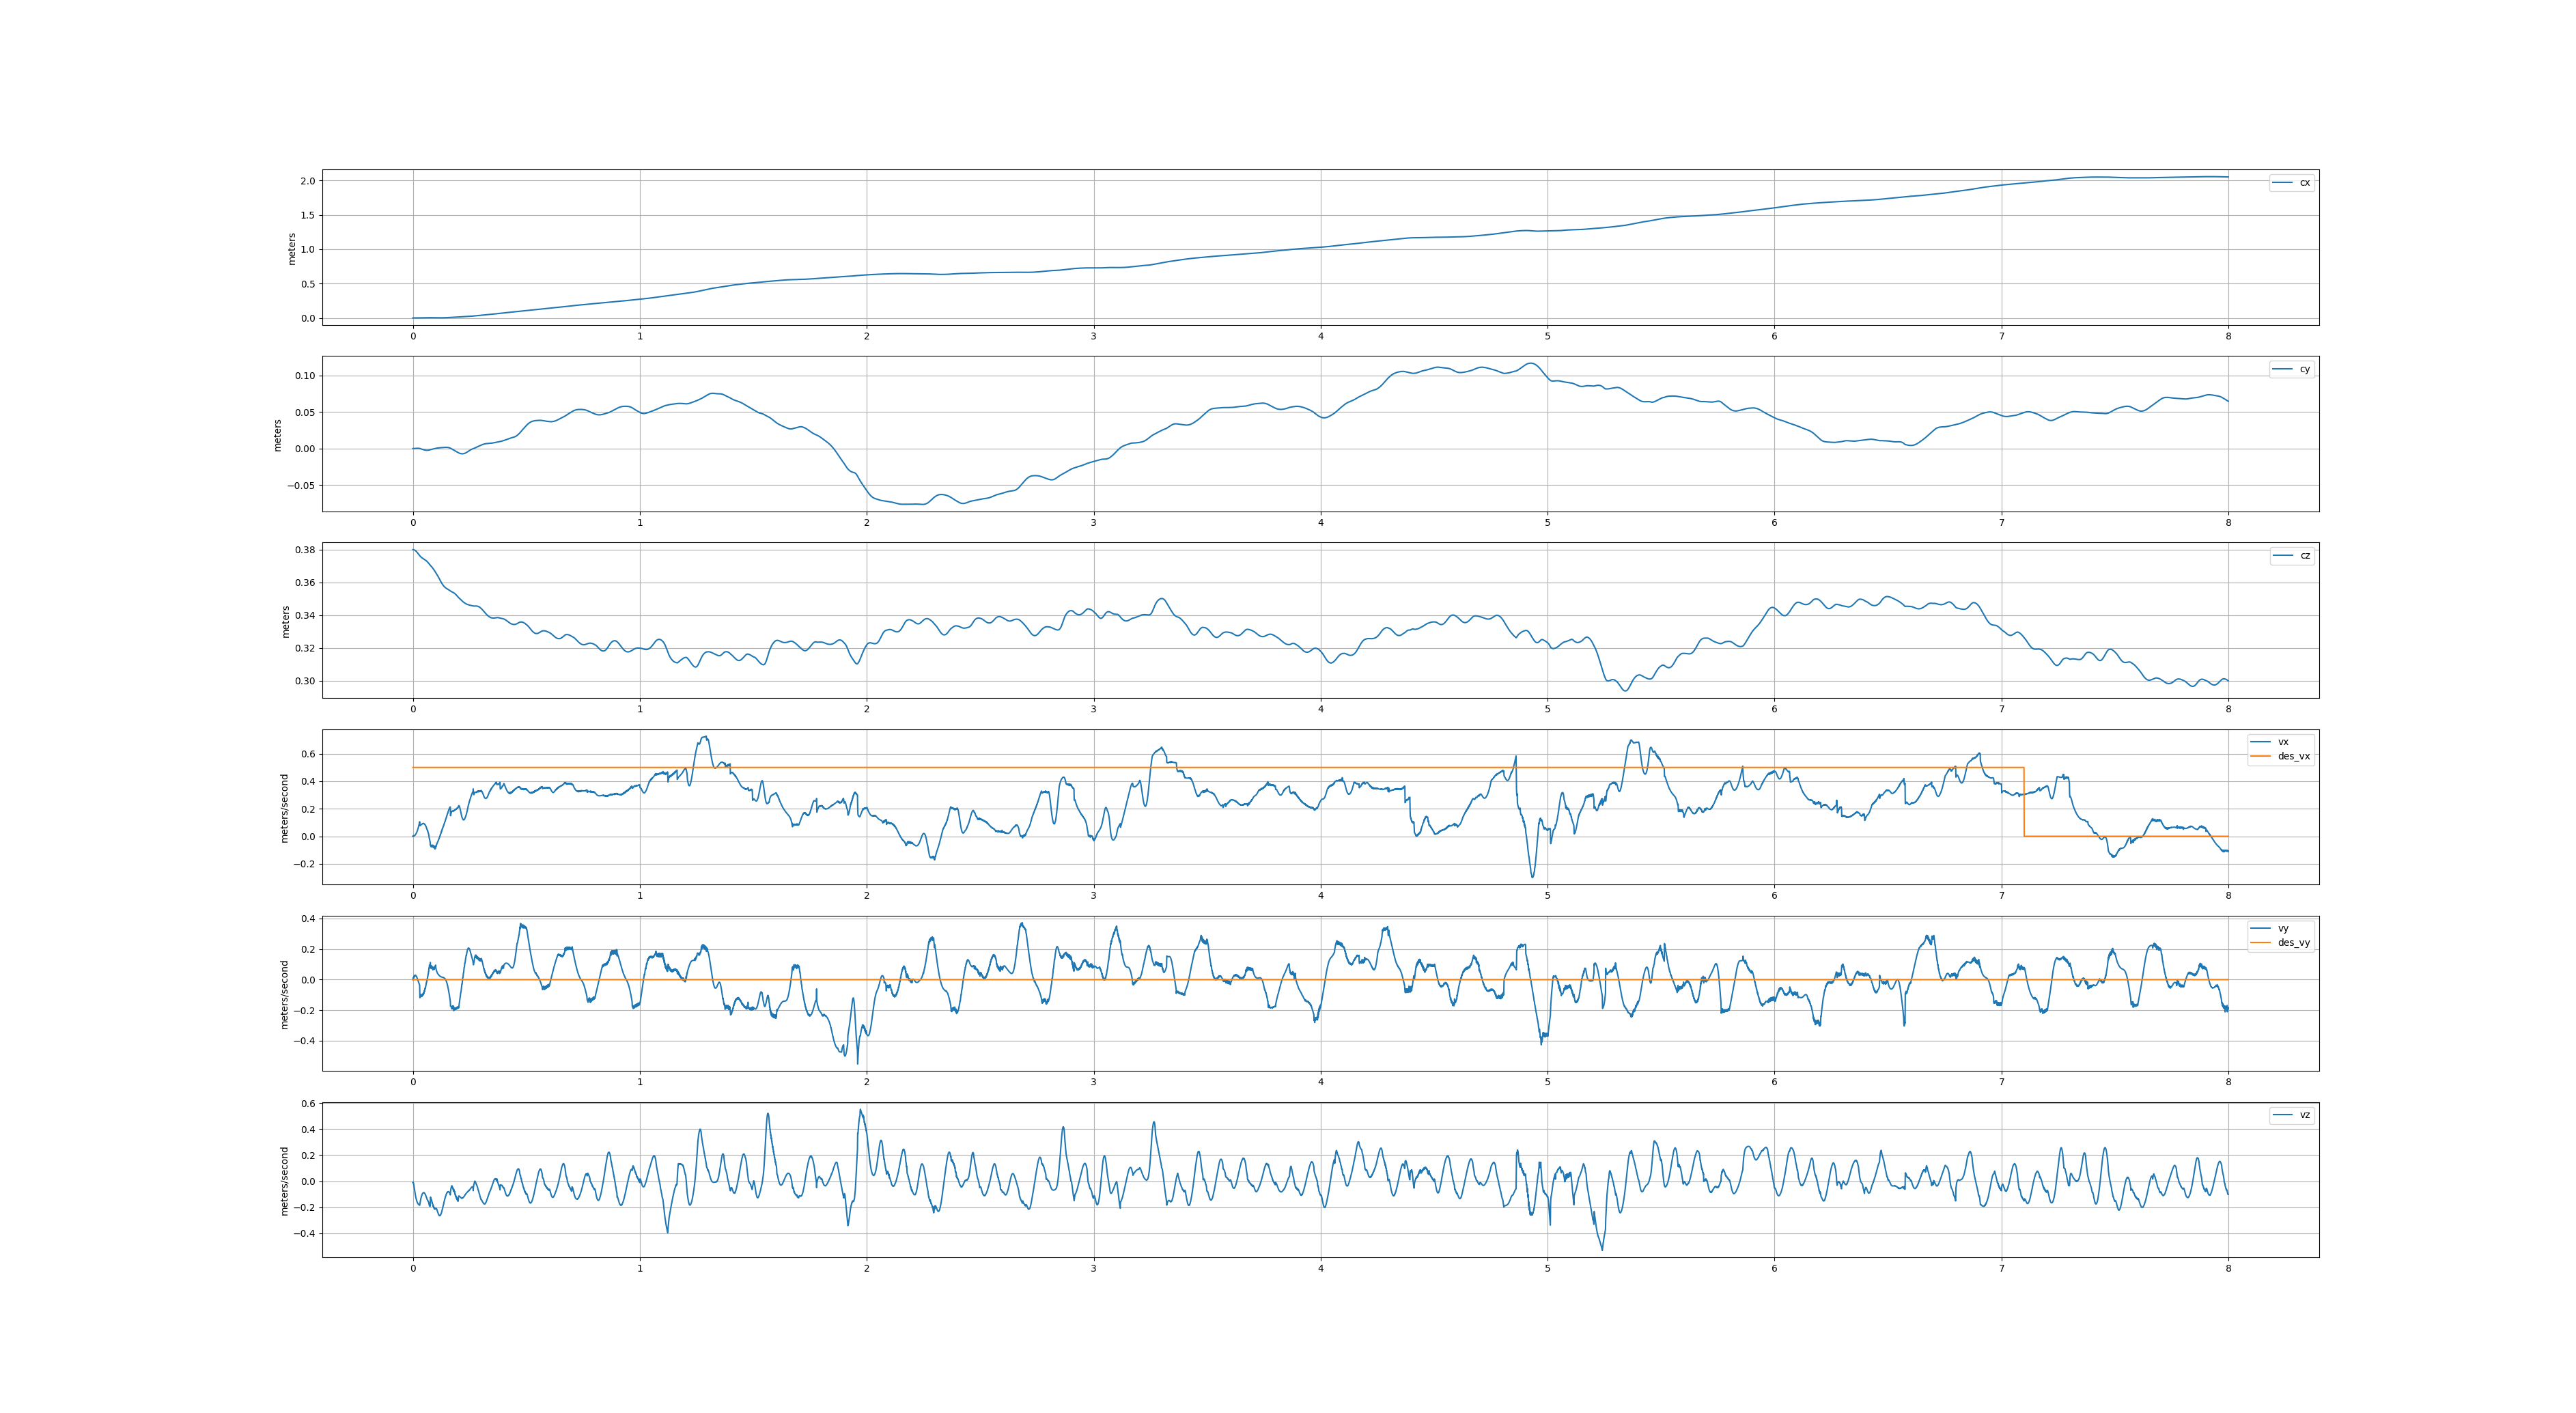 2.0
1.5
1.0
0.5
0.0
meters
cx
0 1 2 3 4 5 6 7 8
0.10
0.05
0.00
−0.05
meters
cy
0 1 2 3 4 5 6 7 8
0.38
0.36
0.34
0.32
0.30
meters
cz
0 1 2 3 4 5 6 7 8
0.6
0.4
0.2
0.0
−0.2
meters/second
vx
des_vx
0 1 2 3 4 5 6 7 8
0.4
0.2
0.0
−0.2
−0.4
meters/second
vy
des_vy
0 1 2 3 4 5 6 7 8
0.6
0.4
0.2
0.0
−0.2
−0.4
meters/second
vz
0 1 2 3 4 5 6 7 8